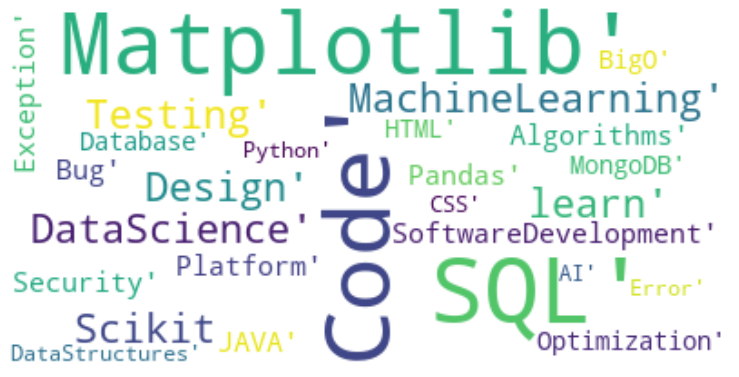 Matplotlib'
Exception'
BigO'
MachineLearning'
Testing'
HTML'
Algorithms'
Database'
Python'
Bug'
Pandas'
MongoDB'
Design'
CSS'
learn'
DataScience'
Code'
SoftwareDevelopment'
Security'
Platform'
SQL'
AI'
Error'
Scikit
JAVA'
Optimization'
DataStructures'